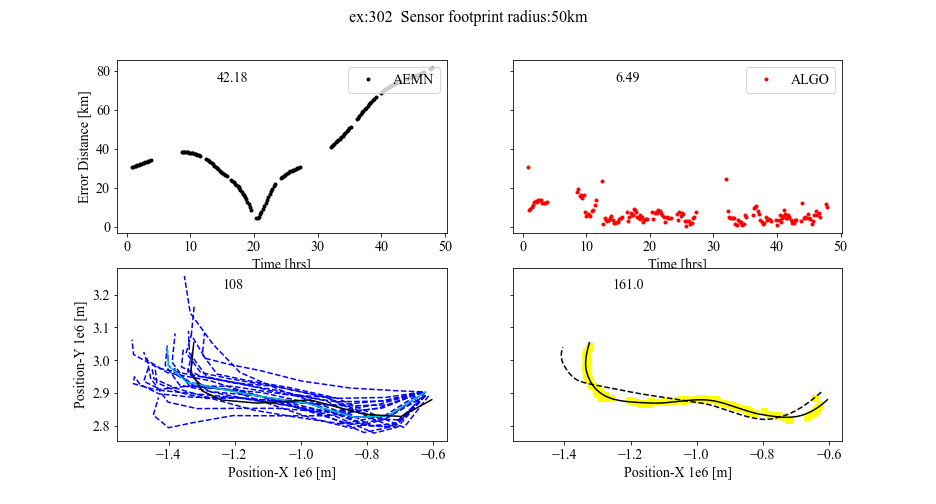 ex:302 Sensor footprint radius:50km
42.18
AEMN
80
60
40
20
0
Error Distance [km]
0 10 20 30 40 50
Time [hrs]
6.49
ALGO
0 10 20 30 40 50
Time [hrs]
108
3.2
3.1
3.0
2.9
2.8
Position-Y 1e6 [m]
−1.4 −1.2 −1.0 −0.8 −0.6
Position-X 1e6 [m]
161.0
−1.4 −1.2 −1.0 −0.8 −0.6
Position-X 1e6 [m]